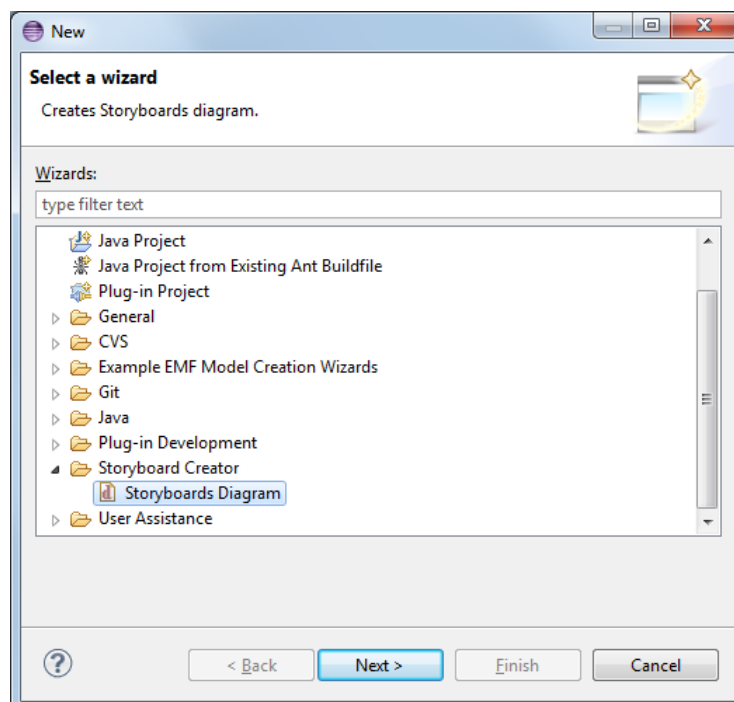 New
Select a wizard
Creates Storyboards diagram.
Wizards:
type filter text
Java Project
Java Project from Existing Ant Buildfile
Plug-in Project
General
CVS
Example EMF Model Creation Wizards
Git
Java
Plug-in Development
Storyboard Creator
Storyboards Diagram
User Assistance
? < Back Next > Finish Cancel